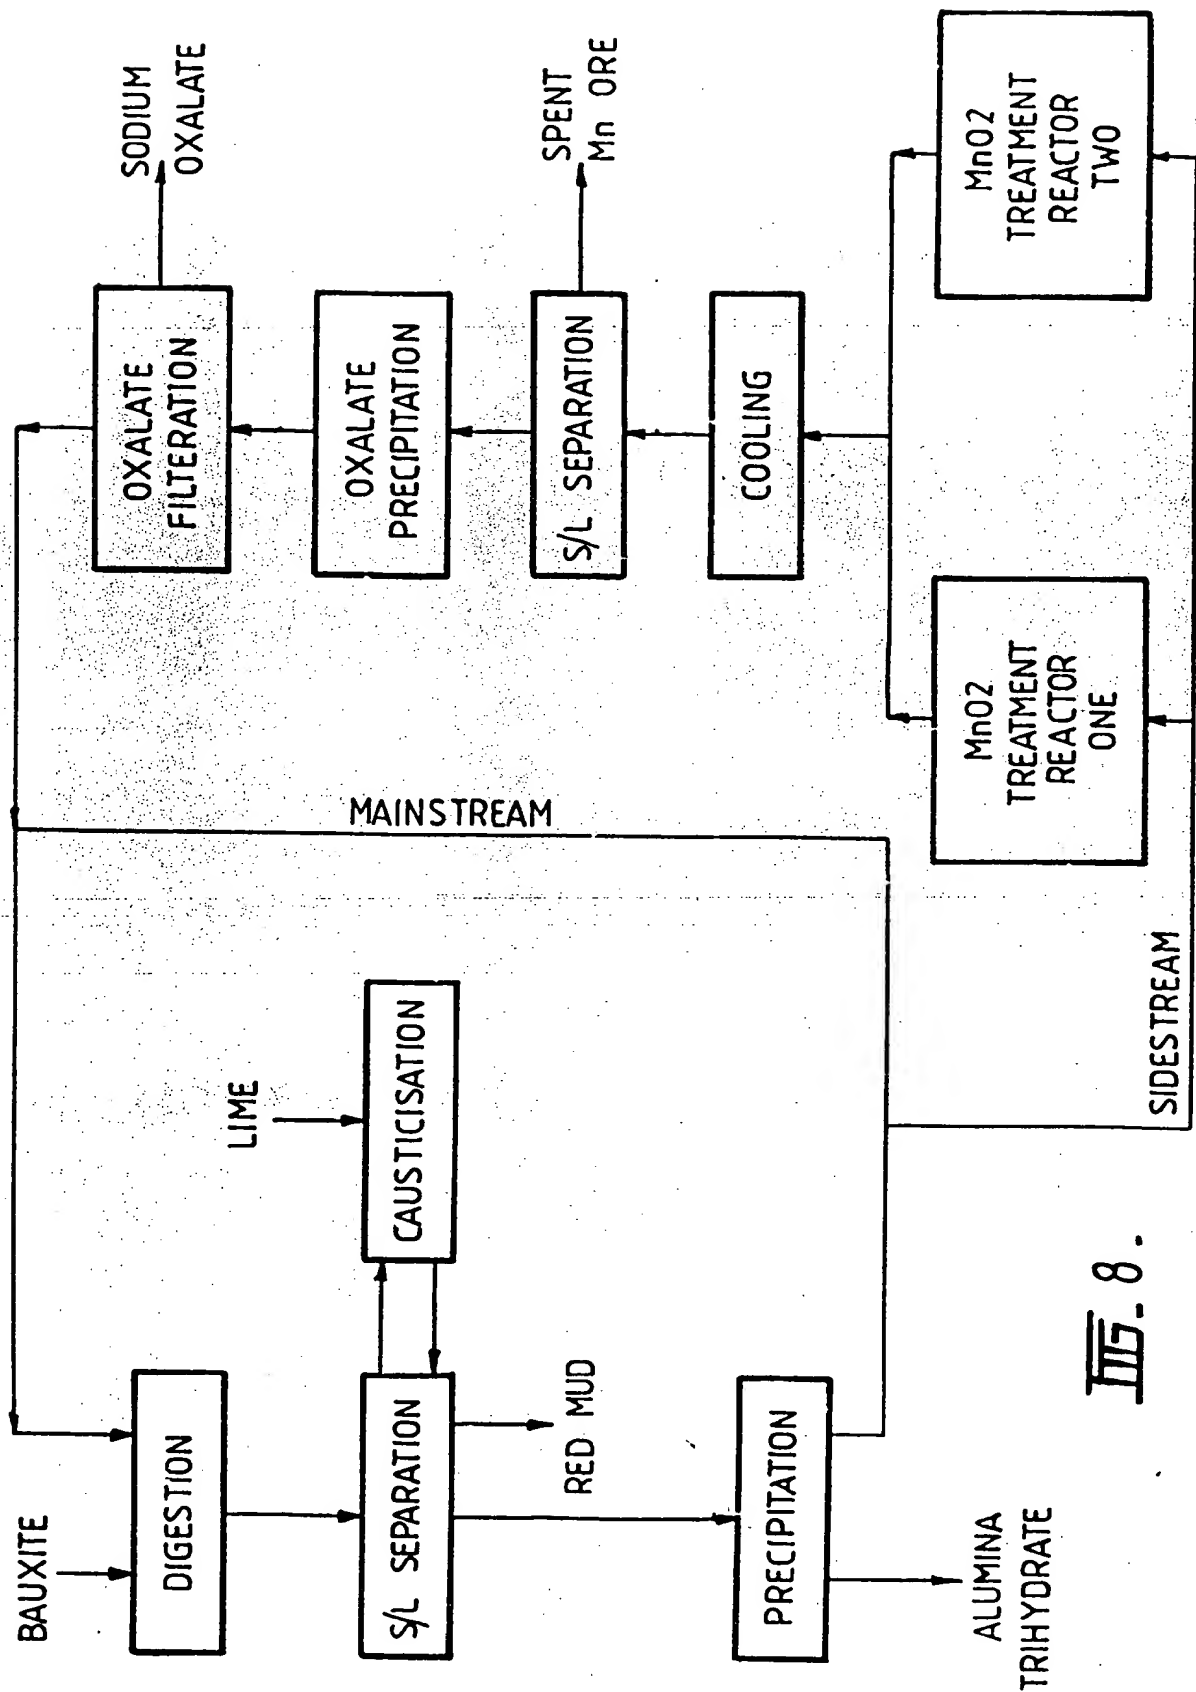 BAUXITE
DIGESTION
S/L SEPARATION
RED MUD
LIME
CAUSTICISATION
PRECIPITATION
ALUMINA
TRIHYDRATE
MAINSTREAM
SIDESTREAM
OXALATE
FILTERATION
SODIUM
OXALATE
OXALATE
PRECIPITATION
S/L SEPARATION
SPENT
Mn ORE
COOLING
MnO2
TREATMENT
REACTOR
ONE
MnO2
TREATMENT
REACTOR
TWO
FIG. 8.